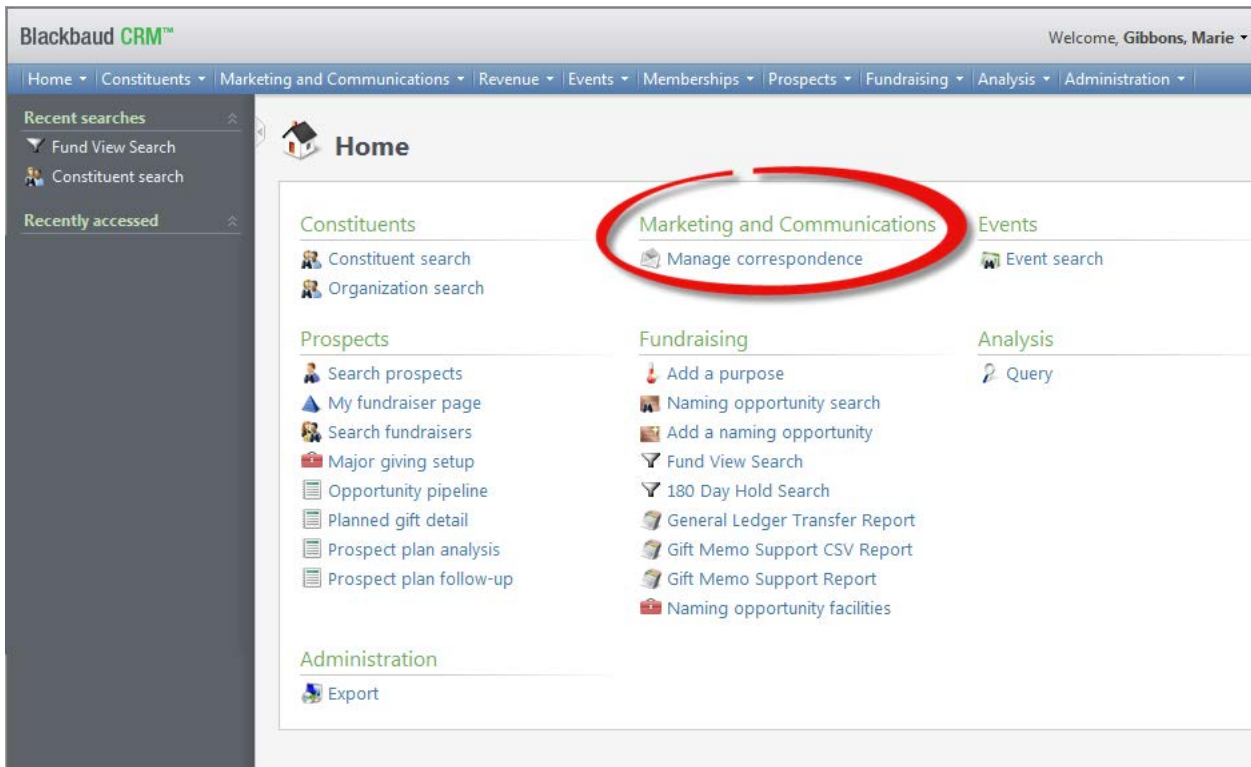 Blackbaud CRM™
Welcome, Gibbons, Marie
Home Constituents Marketing and Communications Revenue Events Memberships Prospects Fundraising Analysis Administration
Recent searches
Fund View Search
Constituent search
Recently accessed
Home
Constituents
Constituent search
Organization search
Marketing and Communications
Manage correspondence
Events
Event search
Prospects
Search prospects
My fundraiser page
Search fundraisers
Major giving setup
Opportunity pipeline
Planned gift detail
Prospect plan analysis
Prospect plan follow-up
Fundraising
Add a purpose
Naming opportunity search
Add a naming opportunity
Fund View Search
180 Day Hold Search
General Ledger Transfer Report
Gift Memo Support CSV Report
Gift Memo Support Report
Naming opportunity facilities
Analysis
Query
Administration
Export